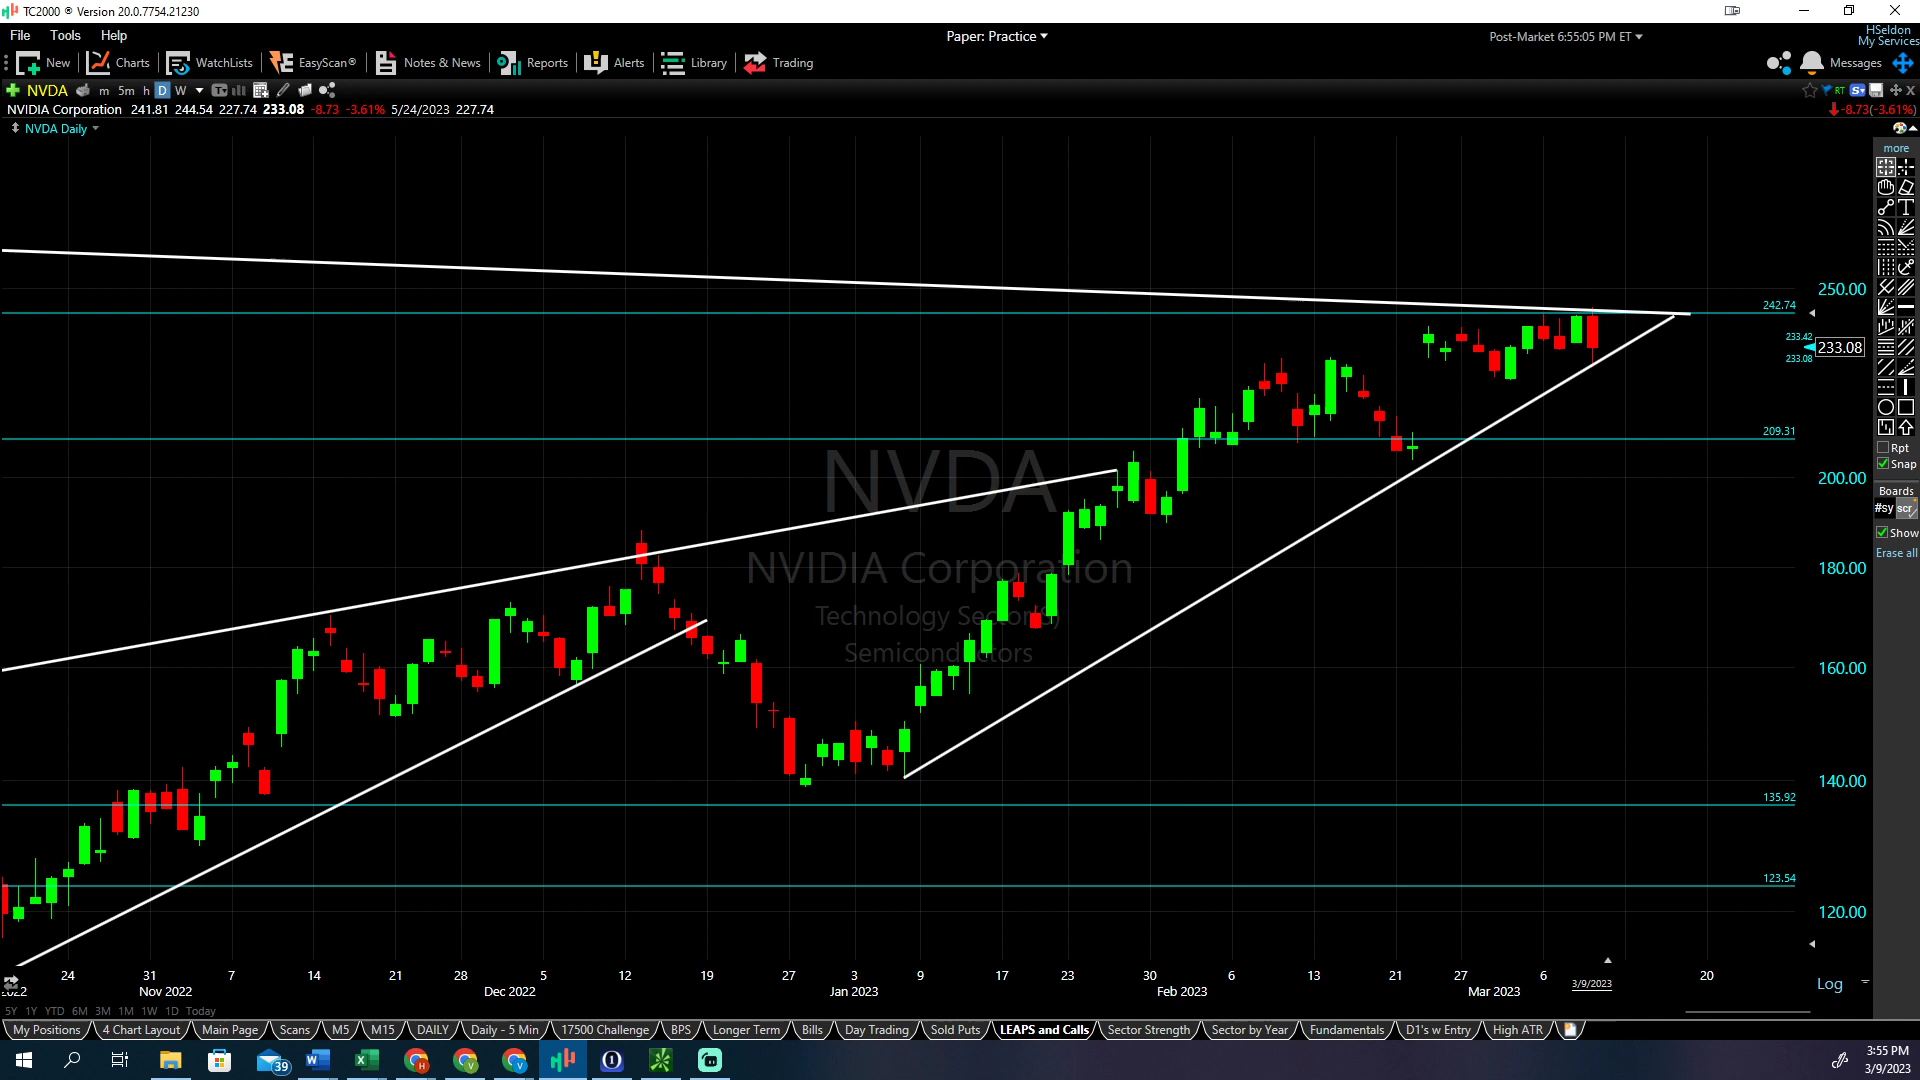 TC2000 ® Version 20.0.7754.21230
File Tools Help
Paper: Practice
Post-Market 6:55:05 PM ET
HSeldon
My Services
New Charts WatchLists EasyScan® Notes & News Reports Alerts Library Trading
Messages
NVDA m 5m h D W
RT
NVIDIA Corporation 241.81 244.54 227.74 233.08 -8.73 -3.61% 5/24/2023 227.74
-8.73(-3.61%)
NVDA Daily
more
250.00
242.74
233.42
233.08
233.08
209.31
200.00
180.00
160.00
140.00
135.92
123.54
120.00
NVDA
NVIDIA Corporation
Technology Sector(S)
Semiconductors
Rpt
Snap
Boards
#sy scr
Show
Erase all
24 31 7 14 21 28 5 12 19 27 3 9 17 23 30 6 13 21 27 6 20
Nov 2022 Dec 2022 Jan 2023 Feb 2023 Mar 2023 3/9/2023
Log
5Y 1Y YTD 6M 3M 1M 1W 1D Today
My Positions 4 Chart Layout Main Page Scans M5 M15 DAILY Daily - 5 Min 17500 Challenge BPS Longer Term Bills Day Trading Sold Puts LEAPS and Calls Sector Strength Sector by Year Fundamentals D1's w Entry High ATR
39
3:55 PM
3/9/2023